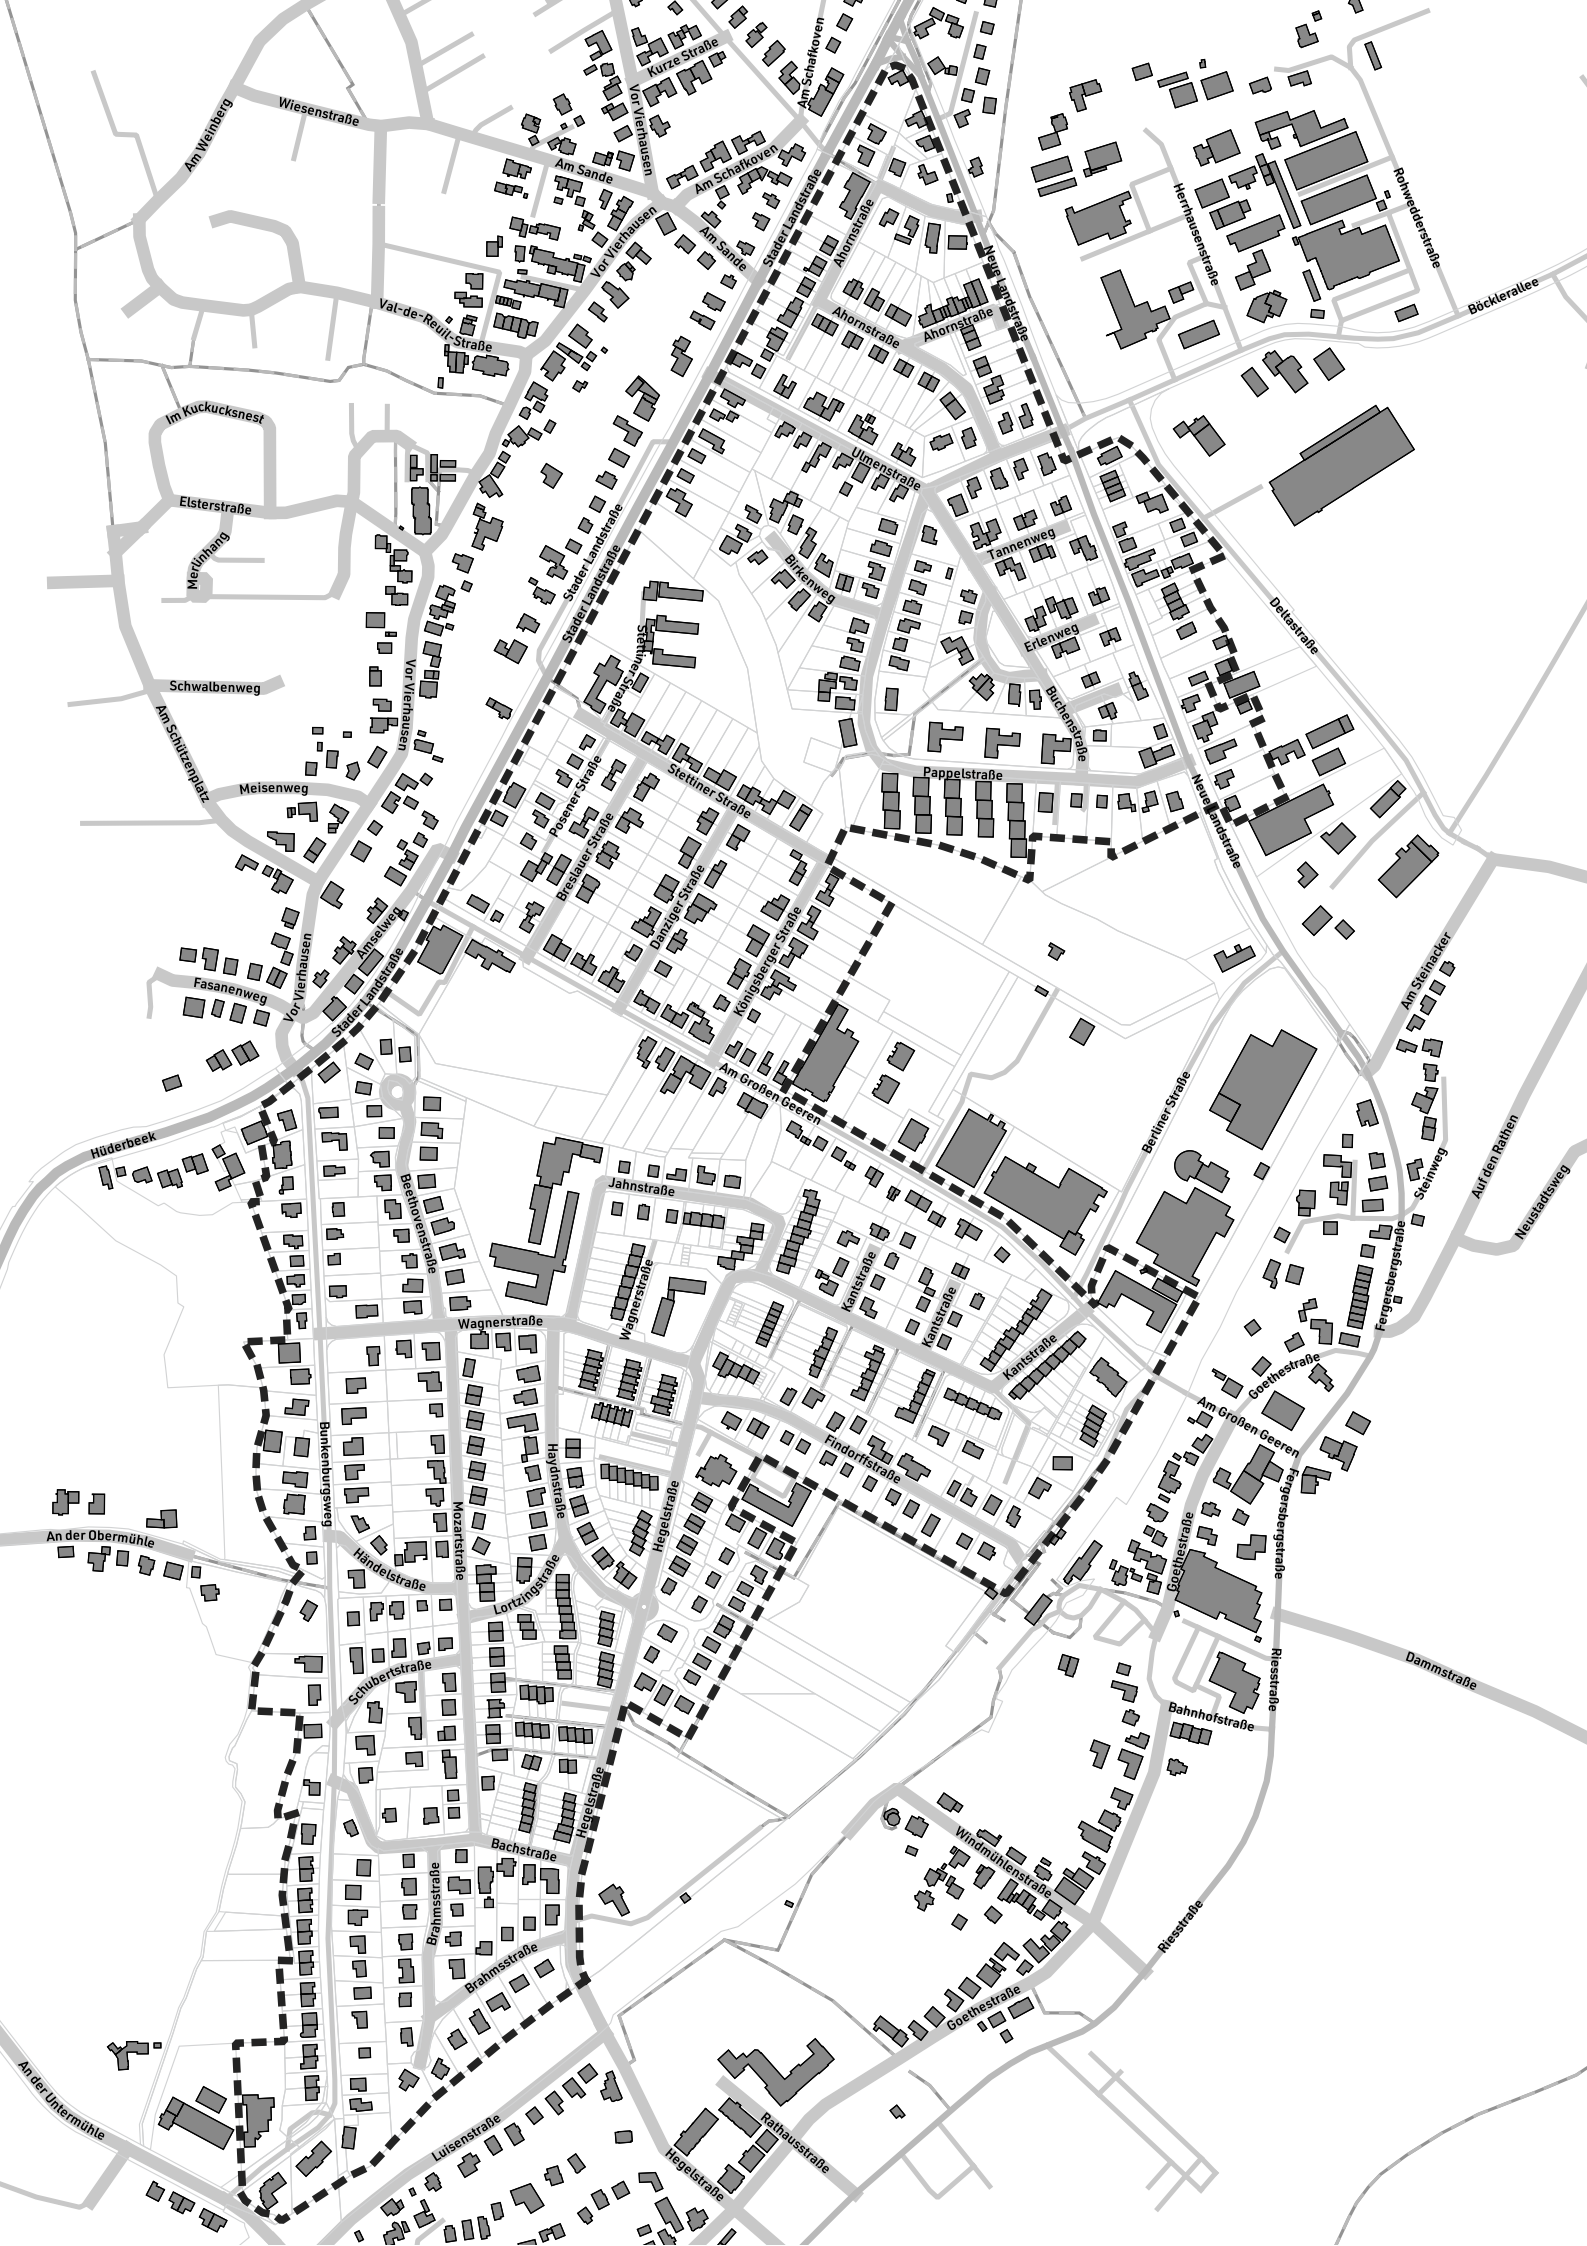 Kurze Straße
Am Schafkoven
Vor Vierhausen
Wiesenstraße
Am Weinberg
Am Sande
Am Schafkoven
Stader Landstraße
Vor Vierhausen
Am Sande
Ahornstraße
Herrhausenstraße
Rohwedderstraße
Neue Landstraße
Böcklerallee
Val-de-Reuil-Straße
Ahornstraße
Ahornstraße
Im Kuckucksnest
Ulmenstraße
Elsterstraße
Merlinhang
Stader Landstraße
Stader Landstraße
Birkenweg
Tannenweg
Erlenweg
Deltastraße
Stettiner Straße
Schwalbenweg
Vor Vierhausen
Am Schützenplatz
Buchenstraße
Pappelstraße
Meisenweg
Posener Straße
Stettiner Straße
Neue Landstraße
Breslauer Straße
Danziger Straße
Königsberger Straße
Amselweg
Fasanenweg
Vor Vierhausen
Stader Landstraße
Am Steinacker
Am Großen Geeren
Berliner Straße
Hüderbeek
Auf den Rathen
Steinweg
Neustadtsweg
Jahnstraße
Beethovenstraße
Wagnerstraße
Kantstraße
Kantstraße
Kantstraße
Fergersbergstraße
Wagnerstraße
Goethestraße
Am Großen Geeren
Bunkenburgsweg
Haydnstraße
Findorffstraße
Mozartstraße
Hegelstraße
Fergersbergstraße
Goethestraße
An der Obermühle
Händelstraße
Lortzingstraße
Schubertstraße
Riesstraße
Dammstraße
Bahnhofstraße
Hegelstraße
Bachstraße
Windmühlenstraße
Brahmsstraße
Brahmsstraße
Riesstraße
Goethestraße
An der Untermühle
Luisenstraße
Rathausstraße
Hegelstraße